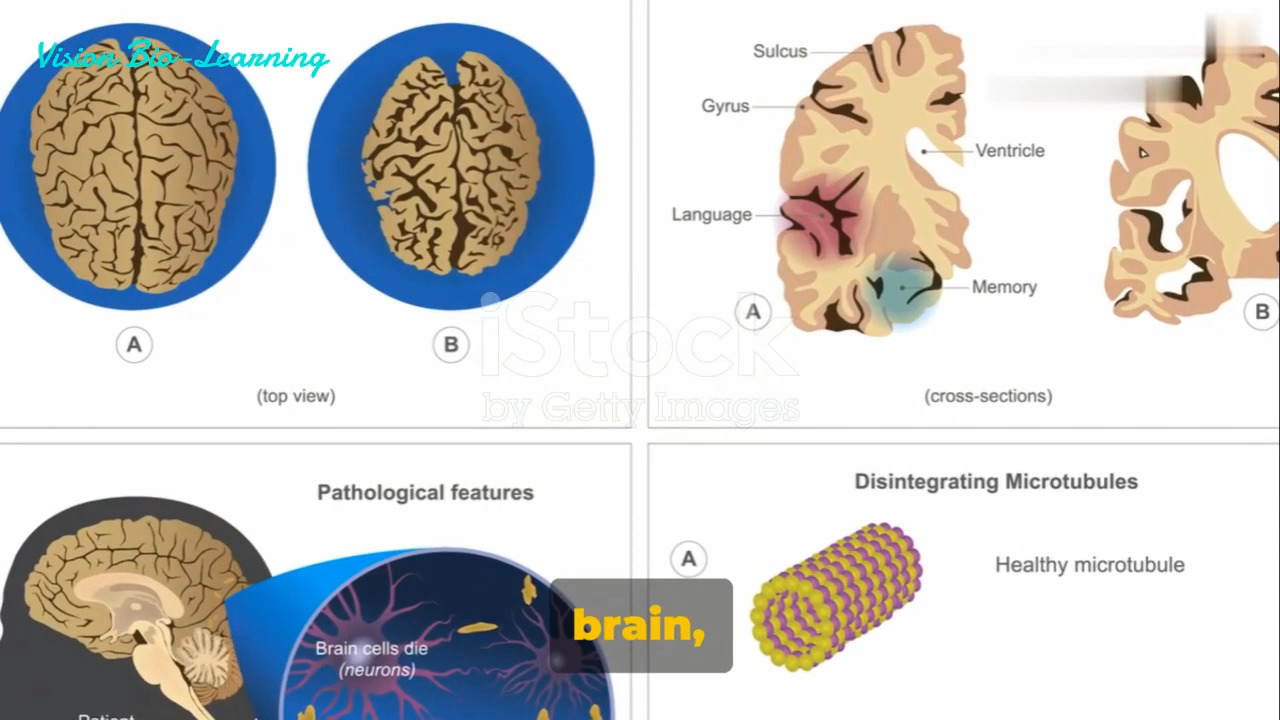 Vision Bio-Learning
A
B
(top view)
Sulcus
Gyrus
Ventricle
Language
Memory
A
B
(cross-sections)
iStock
by Getty Images
Pathological features
Brain cells die
(neurons)
Disintegrating Microtubules
A
Healthy microtubule
brain,